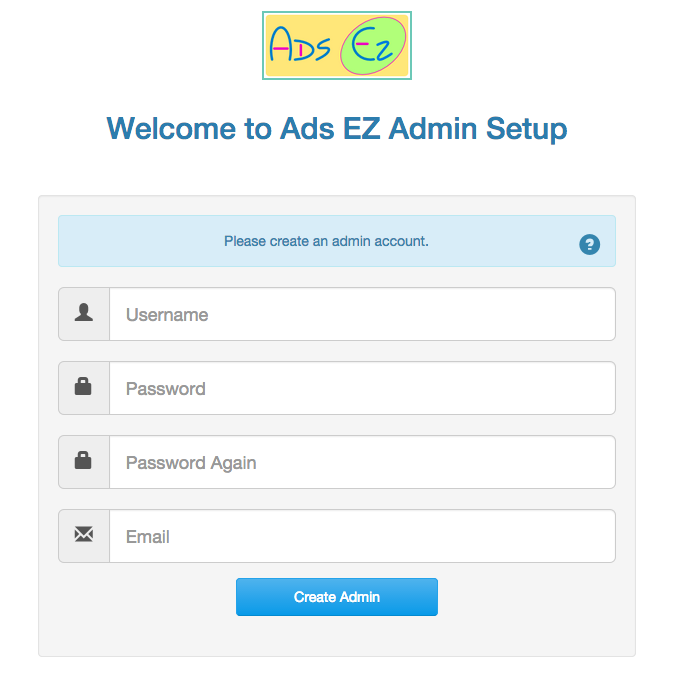 ADS EZ
Welcome to Ads EZ Admin Setup
Please create an admin account.
?
Username
Password
Password Again
Email
Create Admin